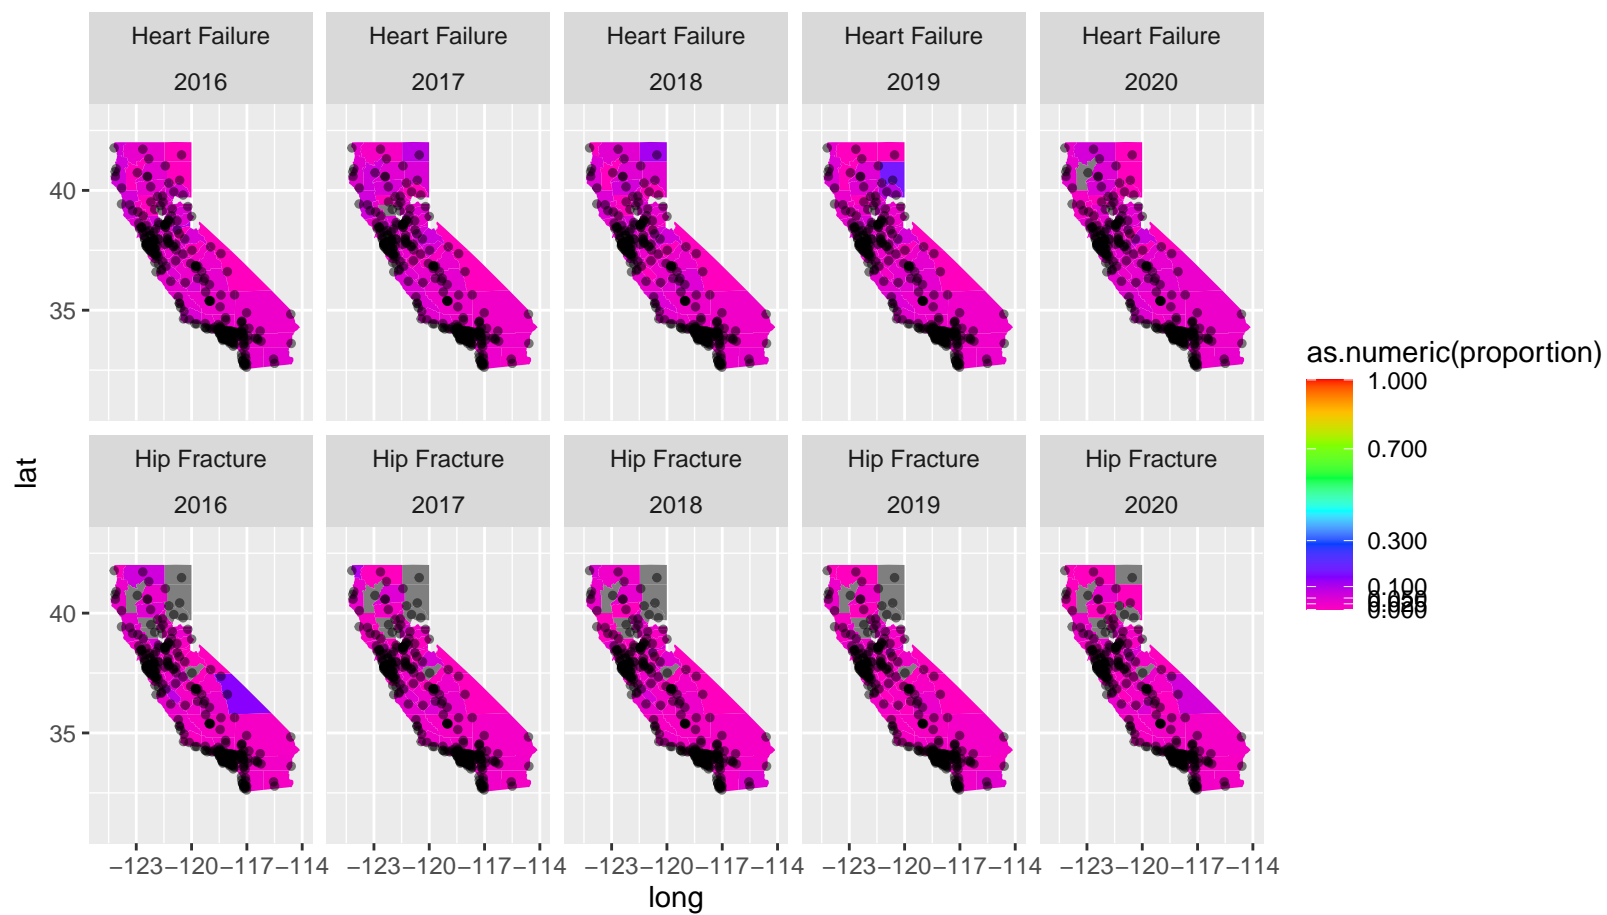 Heart Failure Heart Failure Heart Failure Heart Failure Heart Failure
2016 2017 2018 2019 2020
40
35
Hip Fracture Hip Fracture Hip Fracture Hip Fracture Hip Fracture
2016 2017 2018 2019 2020
40
35
−123 −120 −117 −114 −123 −120 −117 −114 −123 −120 −117 −114 −123 −120 −117 −114 −123 −120 −117 −114
long
lat
as.numeric(proportion)
1.000
0.700
0.300
0.100
0.000